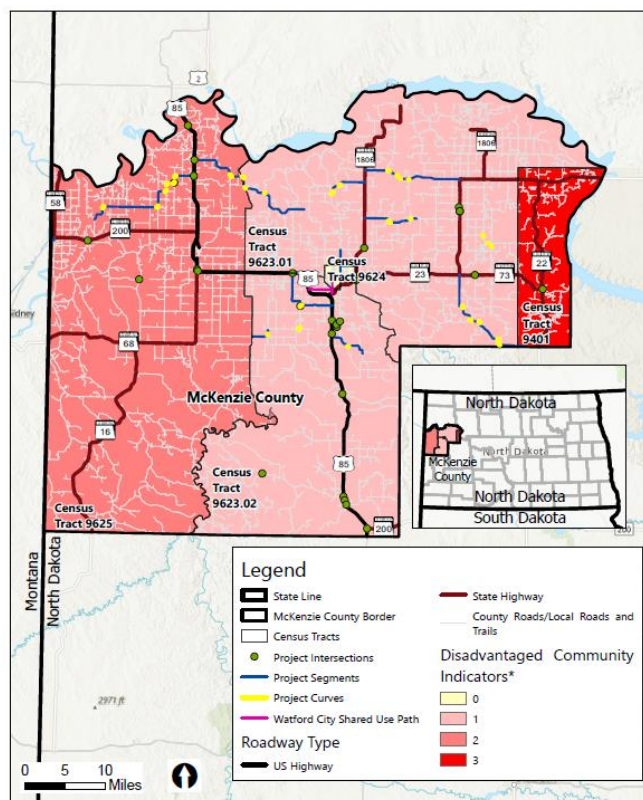 2
85
58
200
1806
1806
Census
Tract
9623.01
85
Census
Tract 9624
23
73
22
Census
Tract
9401
dney
68
McKenzie County
16
85
Census
Tract
9623.02
Census
Tract 9625
200
North Dakota
North Dakota
McKenzie
County
North Dakota
South Dakota
200
Montana
North Dakota
2971 ft
0 5 10
Miles
Legend
State Line
McKenzie County Border
Census Tracts
Project Intersections
Project Segments
Project Curves
Watford City Shared Use Path
Roadway Type
US Highway
State Highway
County Roads/Local Roads and
Trails
Disadvantaged Community
Indicators*
0
1
2
3